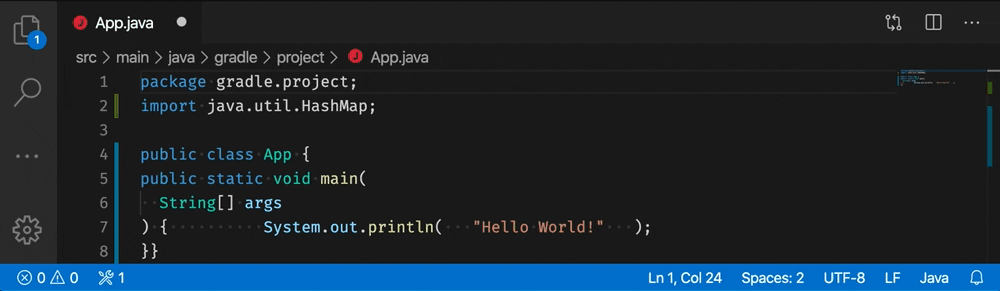 App.java
1
src > main > java > gradle > project > App.java
1 package gradle.project;
2 import java.util.HashMap;
3
4 public class App {
5 public static void main(
6 ··String[] args
7 ) {··········System.out.println(···"Hello World!"···);
8 }}
0 0 1 Ln 1, Col 24 Spaces: 2 UTF-8 LF Java